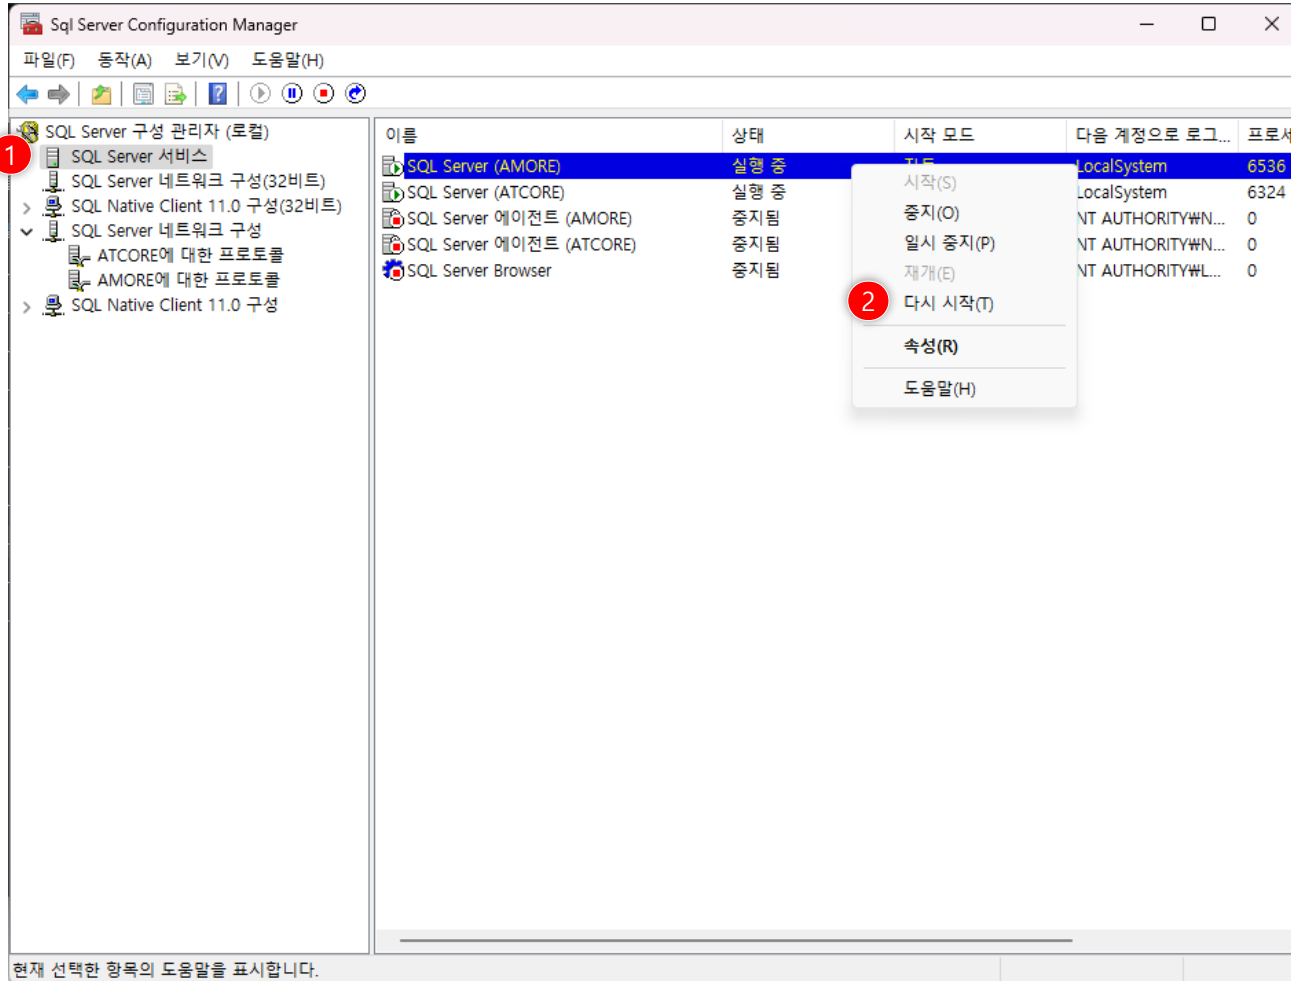 Sql Server Configuration Manager
파일(F) 동작(A) 보기(V) 도움말(H)
SQL Server 구성 관리자 (로컬)
1
SQL Server 서비스
SQL Server 네트워크 구성(32비트)
SQL Native Client 11.0 구성(32비트)
SQL Server 네트워크 구성
ATCORE에 대한 프로토콜
AMORE에 대한 프로토콜
SQL Native Client 11.0 구성
이름 상태 시작 모드 다음 계정으로 로그...
SQL Server (AMORE) 실행 중 LocalSystem 6536
SQL Server (ATCORE) 실행 중 LocalSystem 6324
SQL Server 에이전트 (AMORE) 중지됨 NT AUTHORITY₩N... 0
SQL Server 에이전트 (ATCORE) 중지됨 NT AUTHORITY₩N... 0
SQL Server Browser 중지됨 NT AUTHORITY₩L... 0
시작(S)
중지(O)
일시 중지(P)
재개(E)
2 다시 시작(T)
속성(R)
도움말(H)
현재 선택한 항목의 도움말을 표시합니다.